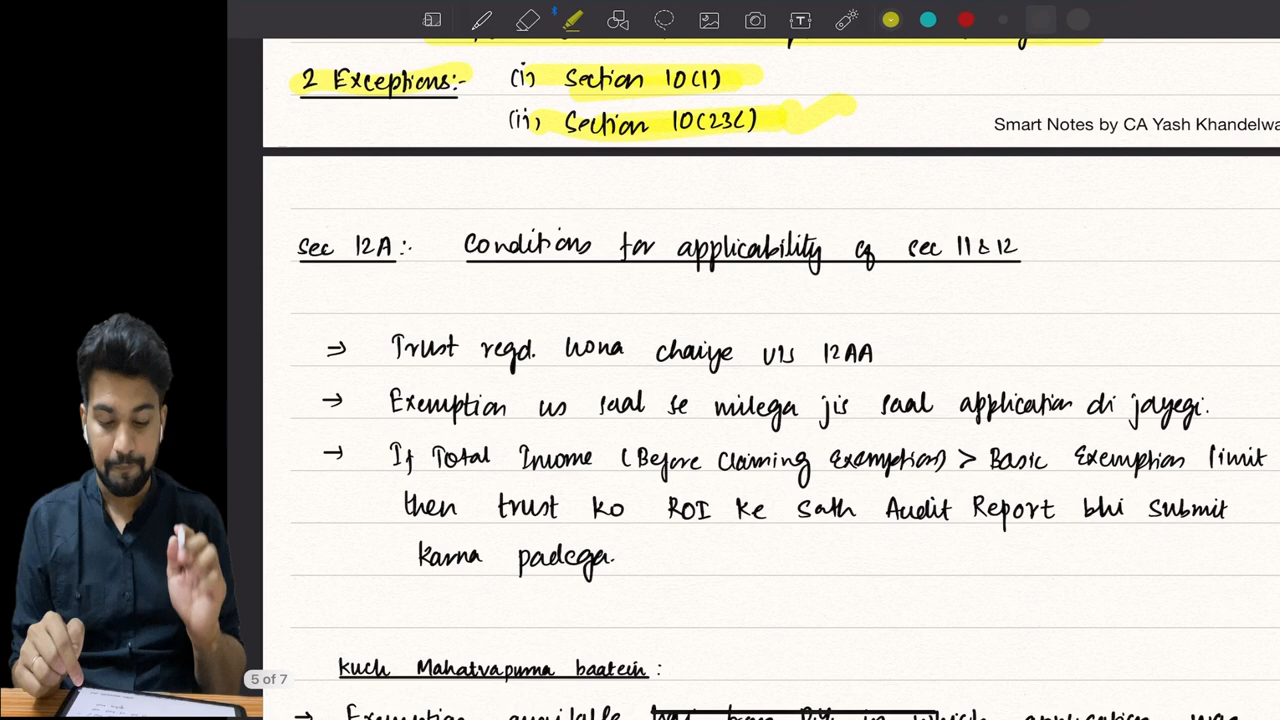 2 Exceptions:- (i) Section 10(1)
(ii) Section 10(23C)
Smart Notes by CA Yash Khandelwa
Sec 12A:- Conditions for applicability of sec 11 & 12
⇒ Trust regd. hona chaiye u/s 12AA
→ Exemption us saal se milega jis saal application di jayegi.
→ If Total Income (Before claiming exemption) > Basic Exemption limit
then trust ko ROI ke sath Audit Report bhi submit
karna padega.
5 of 7
Kuch Mahatvapurna baatein :
→ Exemption available